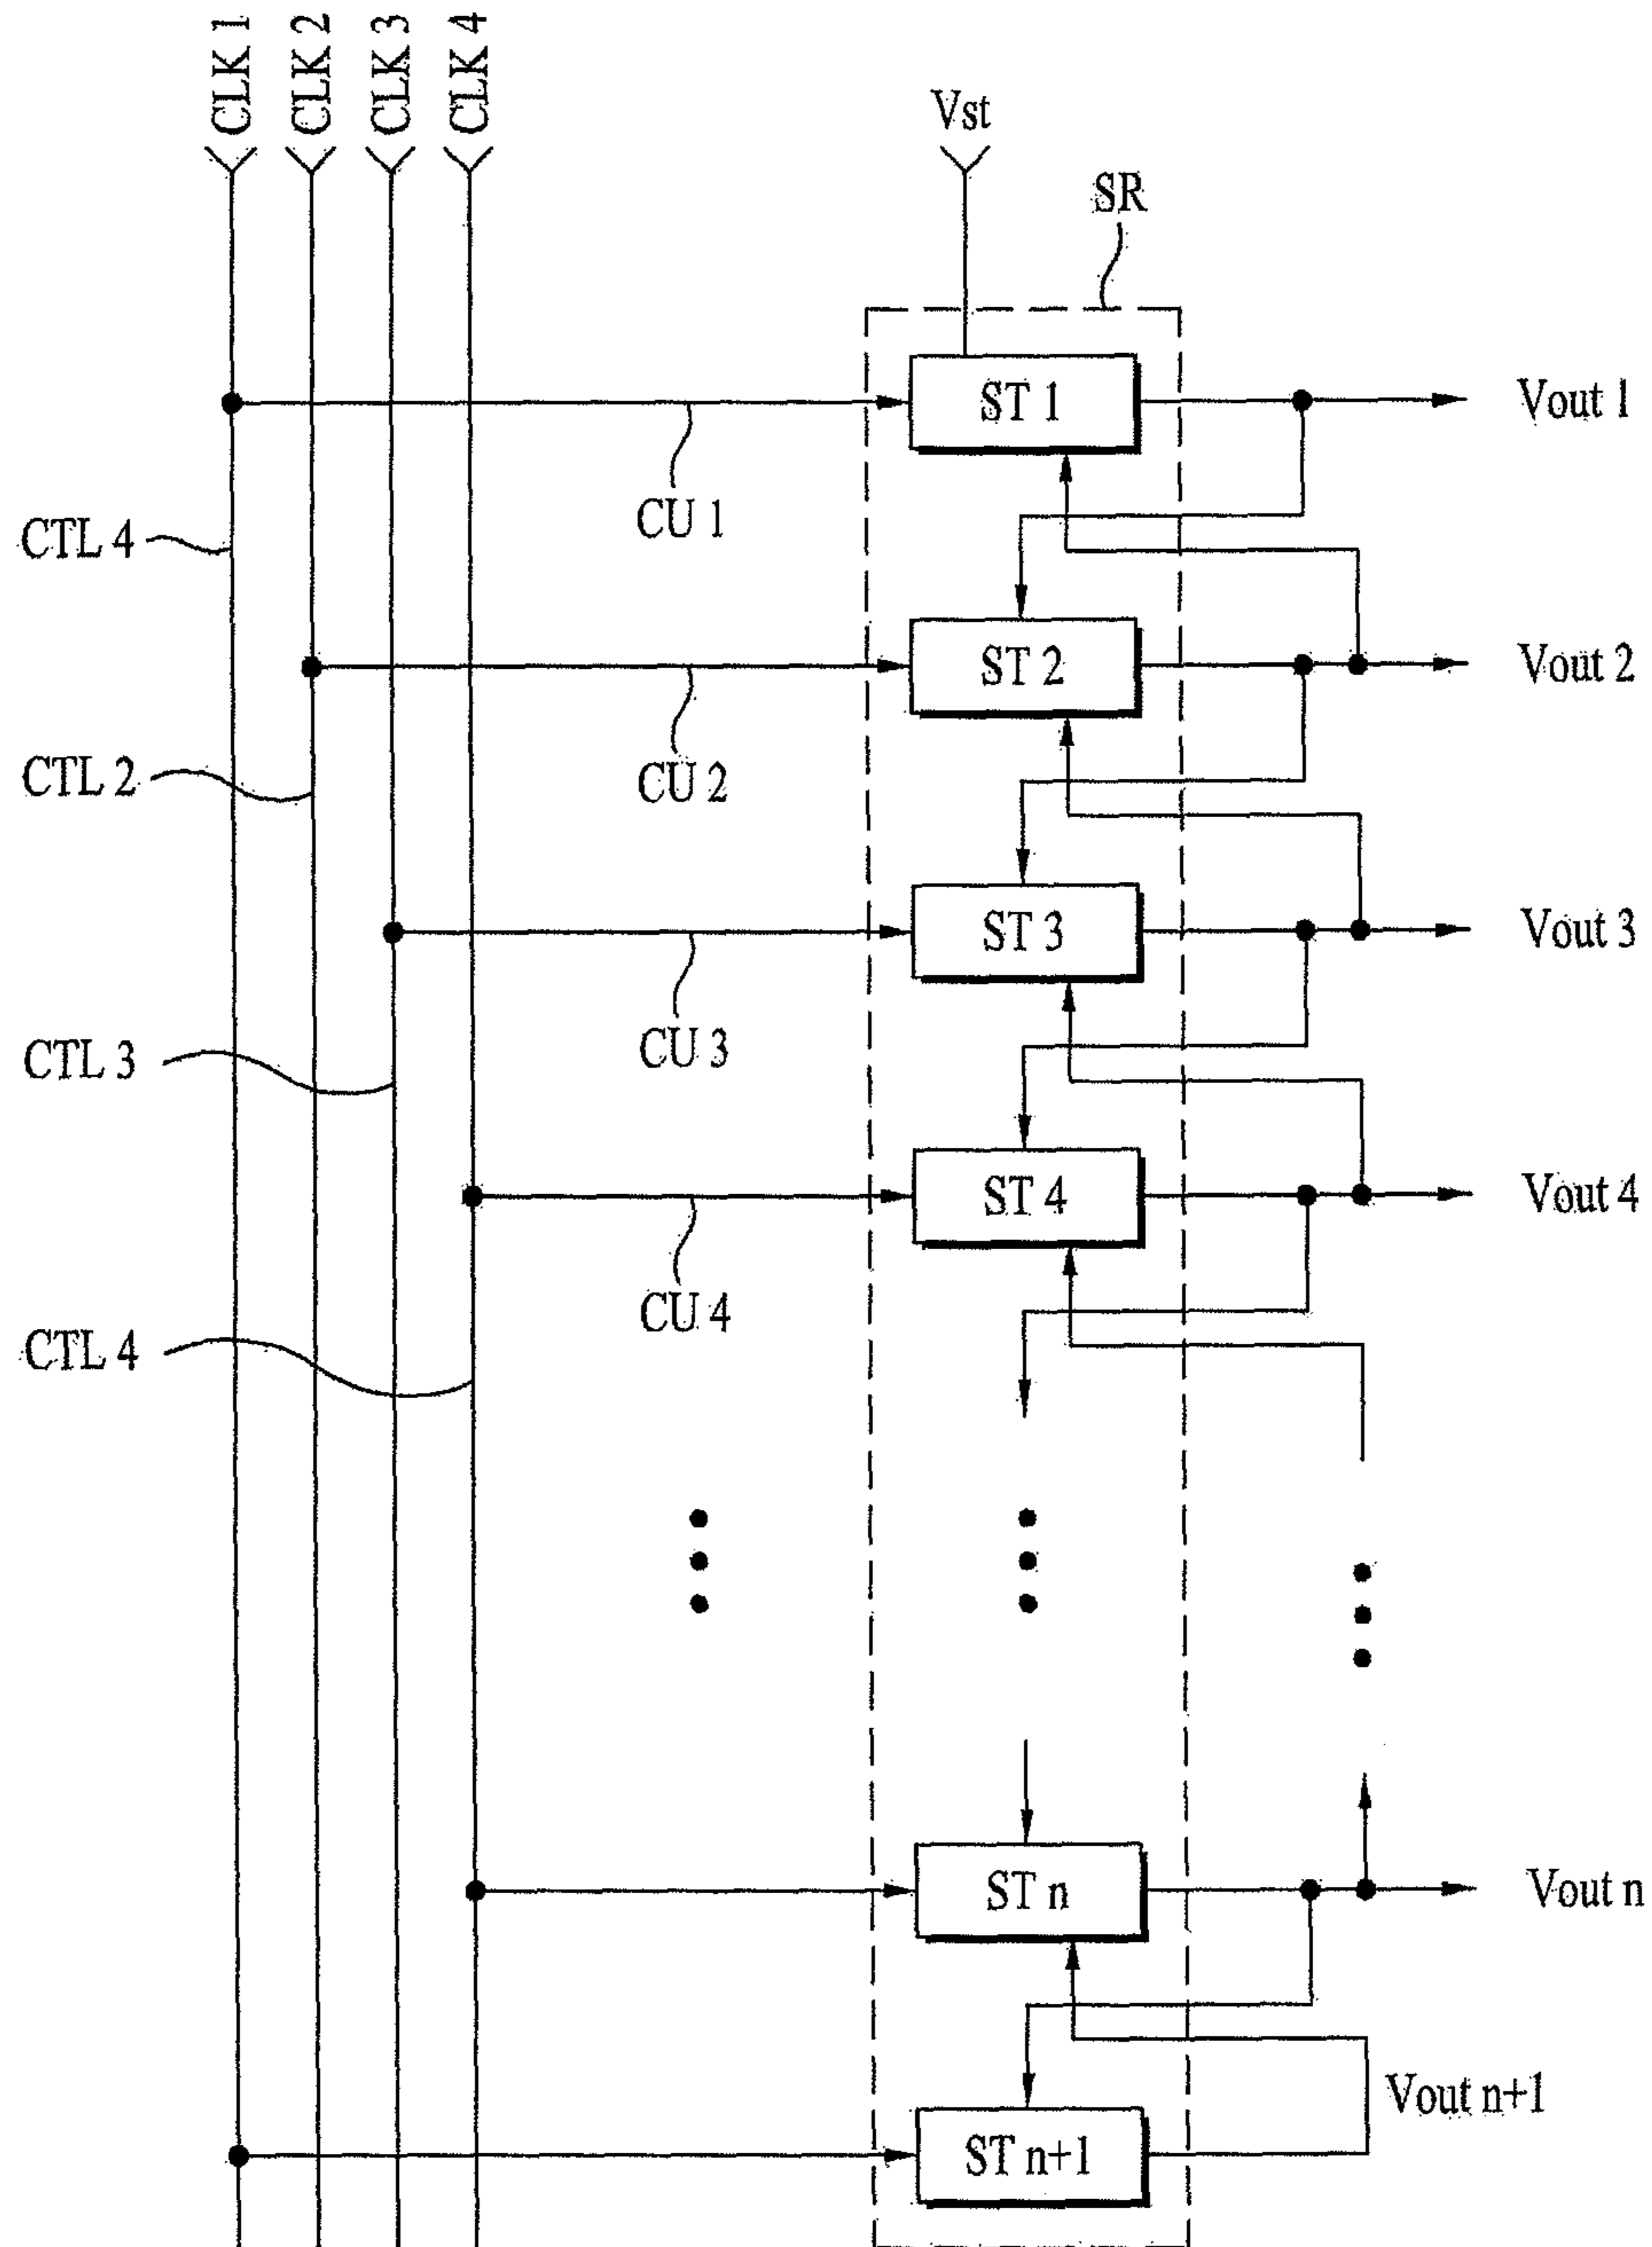 CLK 1
CLK 2
CLK 3
CLK 4
Vst
SR
ST 1
Vout 1
CU 1
CTL 4
ST 2
Vout 2
CU 2
CTL 2
ST 3
Vout 3
CU 3
CTL 3
ST 4
Vout 4
CU 4
CTL 4
ST n
Vout n
Vout n+1
ST n+1